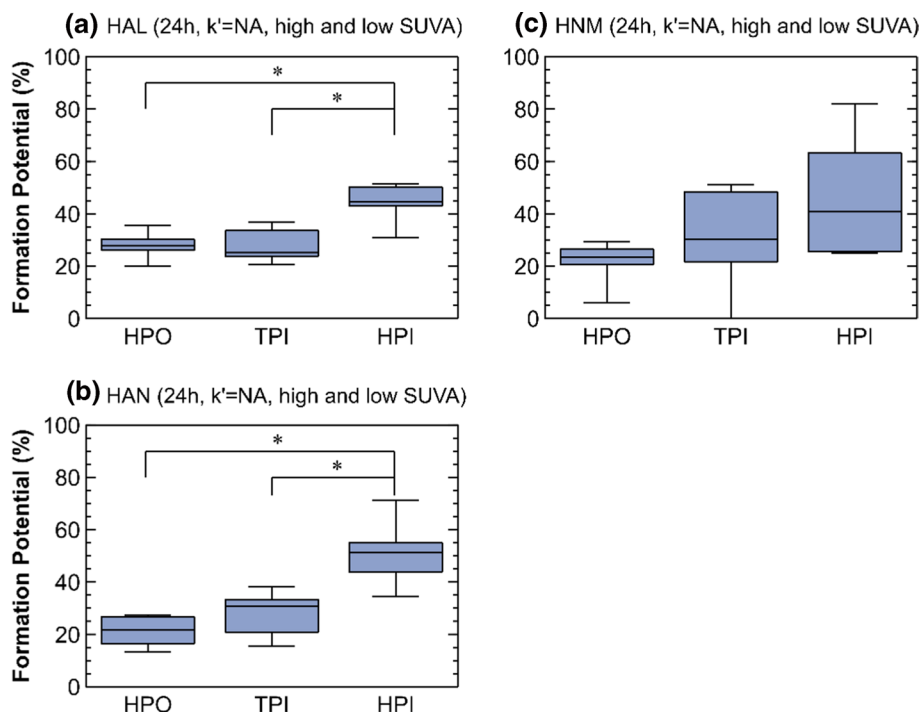 (a) HAL (24h, k'=NA, high and low SUVA)
Formation Potential (%)
100
80
60
40
20
0
*
*
HPO TPI HPI
(b) HAN (24h, k'=NA, high and low SUVA)
Formation Potential (%)
100
80
60
40
20
0
*
*
HPO TPI HPI
(c) HNM (24h, k'=NA, high and low SUVA)
100
80
60
40
20
0
HPO TPI HPI